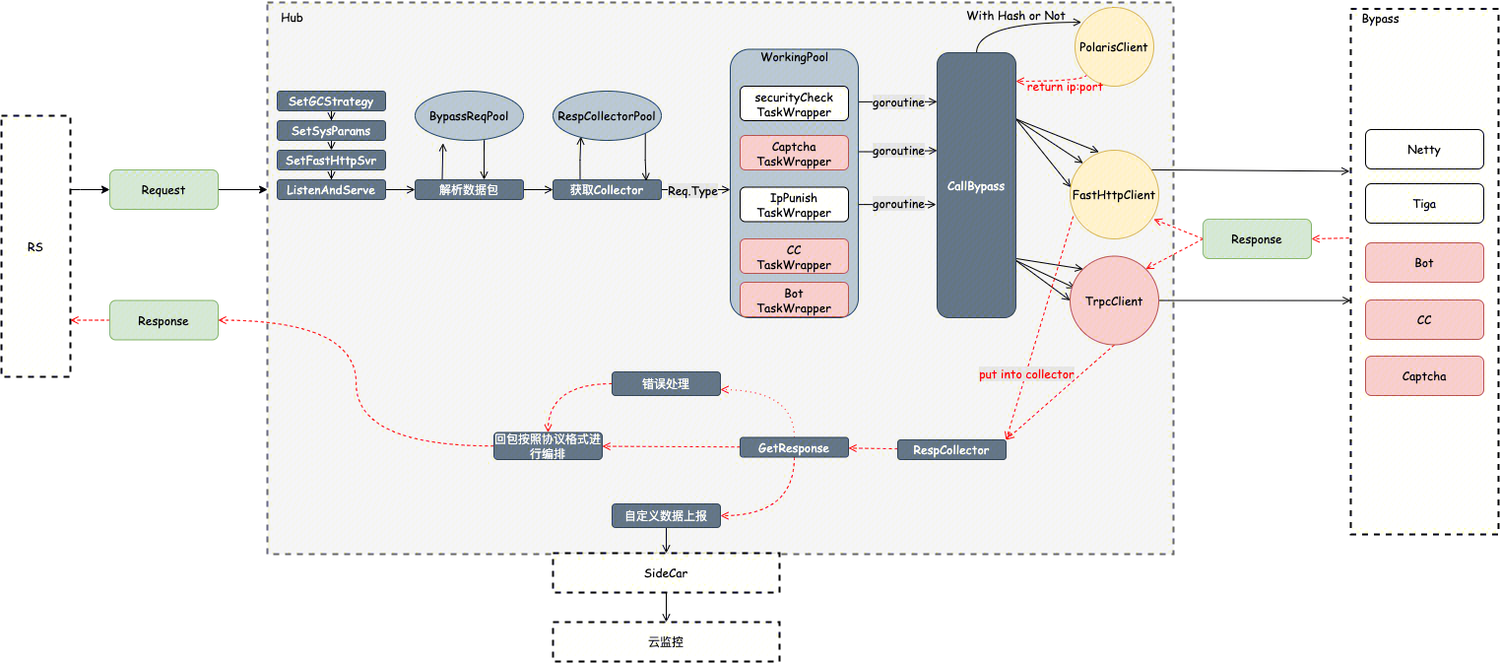 Hub
With Hash or Not
PolarisClient
return ip:port
Bypass
WorkingPool
SetGCStrategy
SetSysParams
SetFastHttpSvr
ListenAndServe
BypassReqPool
解析数据包
RespCollectorPool
获取Collector
Req.Type
securityCheck
TaskWrapper
Captcha
TaskWrapper
IpPunish
TaskWrapper
CC
TaskWrapper
Bot
TaskWrapper
goroutine
goroutine
goroutine
CallBypass
FastHttpClient
TrpcClient
Response
Netty
Tiga
Bot
CC
Captcha
RS
Request
Response
put into collector
错误处理
回包按照协议格式进
行编排
GetResponse
RespCollector
自定义数据上报
SideCar
云监控